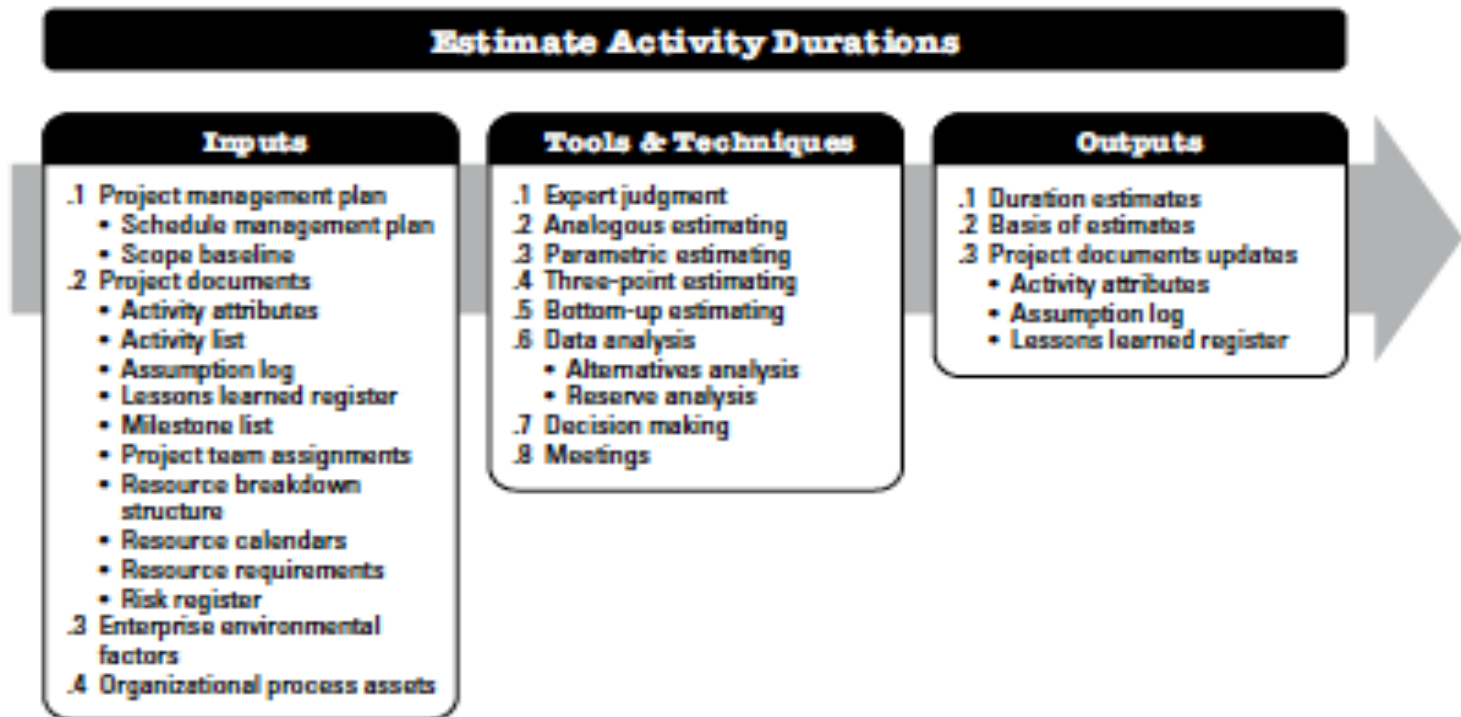 Estimate Activity Durations
Inputs
.1 Project management plan
• Schedule management plan
• Scope baseline
.2 Project documents
• Activity attributes
• Activity list
• Assumption log
• Lessons learned register
• Milestone list
• Project team assignments
• Resource breakdown
structure
• Resource calendars
• Resource requirements
• Risk register
.3 Enterprise environmental
factors
.4 Organizational process assets
Tools & Techniques
.1 Expert judgment
.2 Analogous estimating
.3 Parametric estimating
.4 Three-point estimating
.5 Bottom-up estimating
.6 Data analysis
• Alternatives analysis
• Reserve analysis
.7 Decision making
.8 Meetings
Outputs
.1 Duration estimates
.2 Basis of estimates
.3 Project documents updates
• Activity attributes
• Assumption log
• Lessons learned register